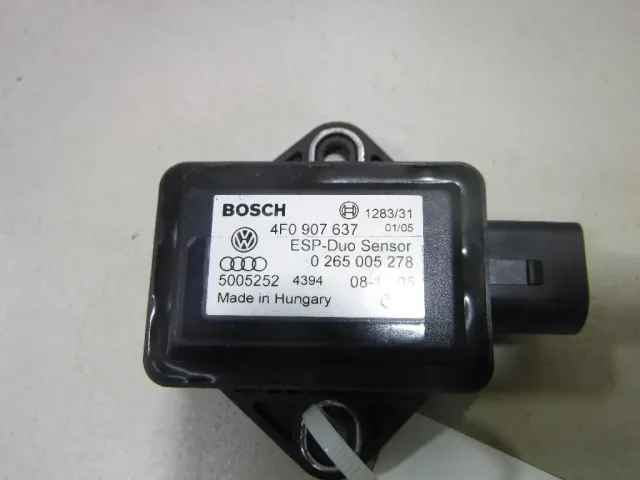 BOSCH 1283/31
4F0 907 637 01/05
ESP-Duo Sensor
0 265 005 278
5005252 4394
Made in Hungary